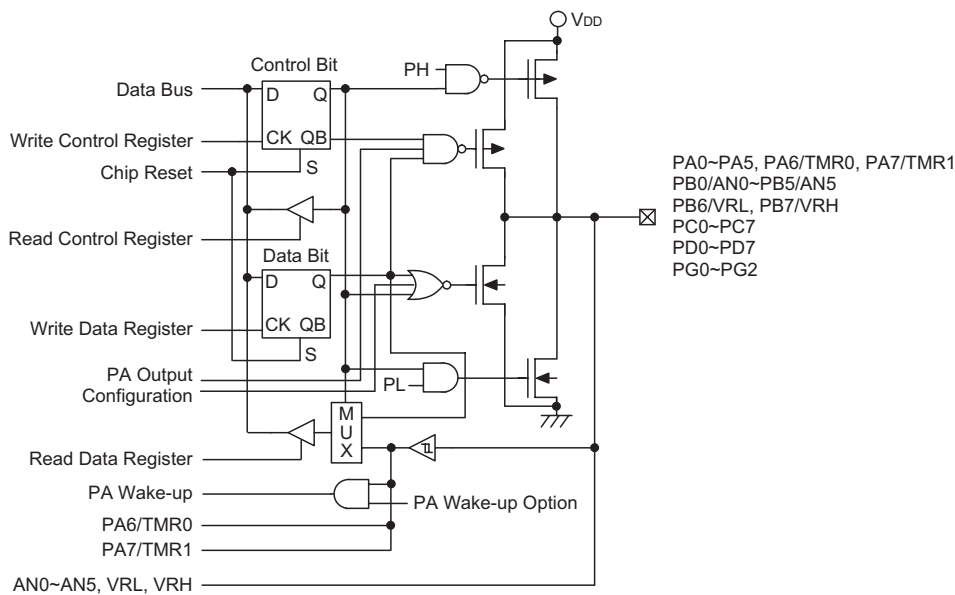 VDD
Control Bit
PH
Data Bus
D
Q
Write Control Register
CK QB
Chip Reset
S
PA0~PA5, PA6/TMR0, PA7/TMR1
PB0/AN0~PB5/AN5
PB6/VRL, PB7/VRH
PC0~PC7
PD0~PD7
PG0~PG2
Read Control Register
Data Bit
D
Q
Write Data Register
CK QB
S
PA Output
Configuration
PL
MUX
Read Data Register
PA Wake-up
PA Wake-up Option
PA6/TMR0
PA7/TMR1
AN0~AN5, VRL, VRH